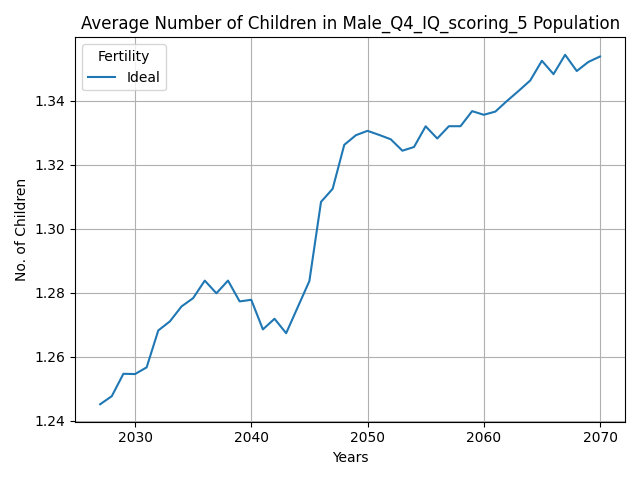 Average Number of Children in Male_Q4_IQ_scoring_5 Population
Fertility
Ideal
No. of Children
1.34
1.32
1.30
1.28
1.26
1.24
2030 2040 2050 2060 2070
Years